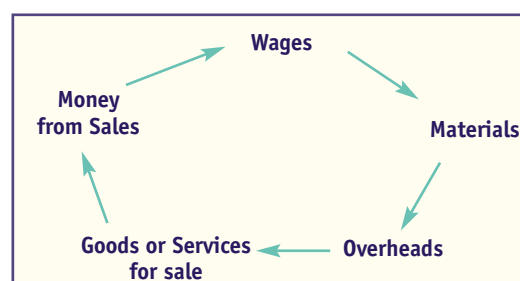 Wages
Money
from Sales
Materials
Goods or Services
for sale
Overheads